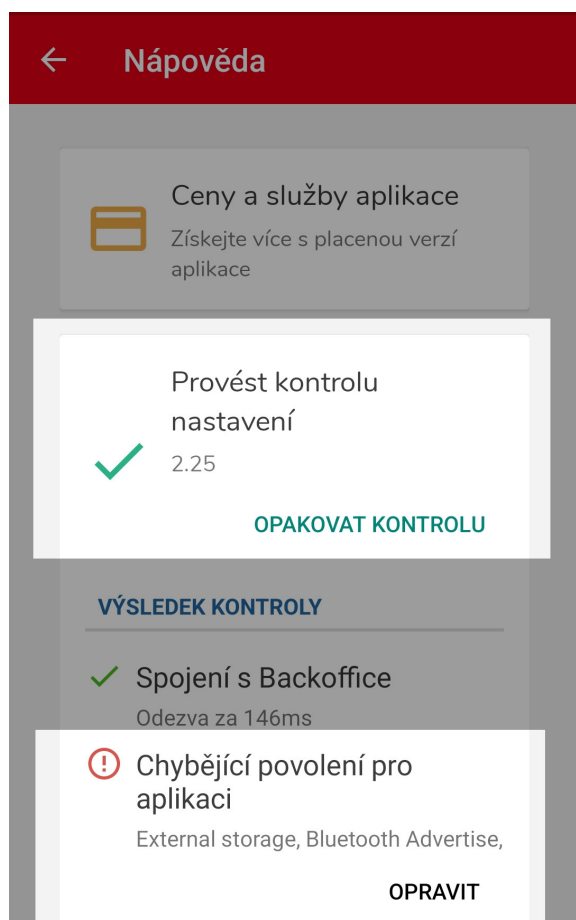 Nápověda
Ceny a služby aplikace
Získejte více s placenou verzí
aplikace
Provést kontrolu
nastavení
2.25
OPAKOVAT KONTROLU
VÝSLEDEK KONTROLY
Spojení s Backoffice
Odezva za 146ms
Chybějící povolení pro
aplikaci
External storage, Bluetooth Advertise,
OPRAVIT